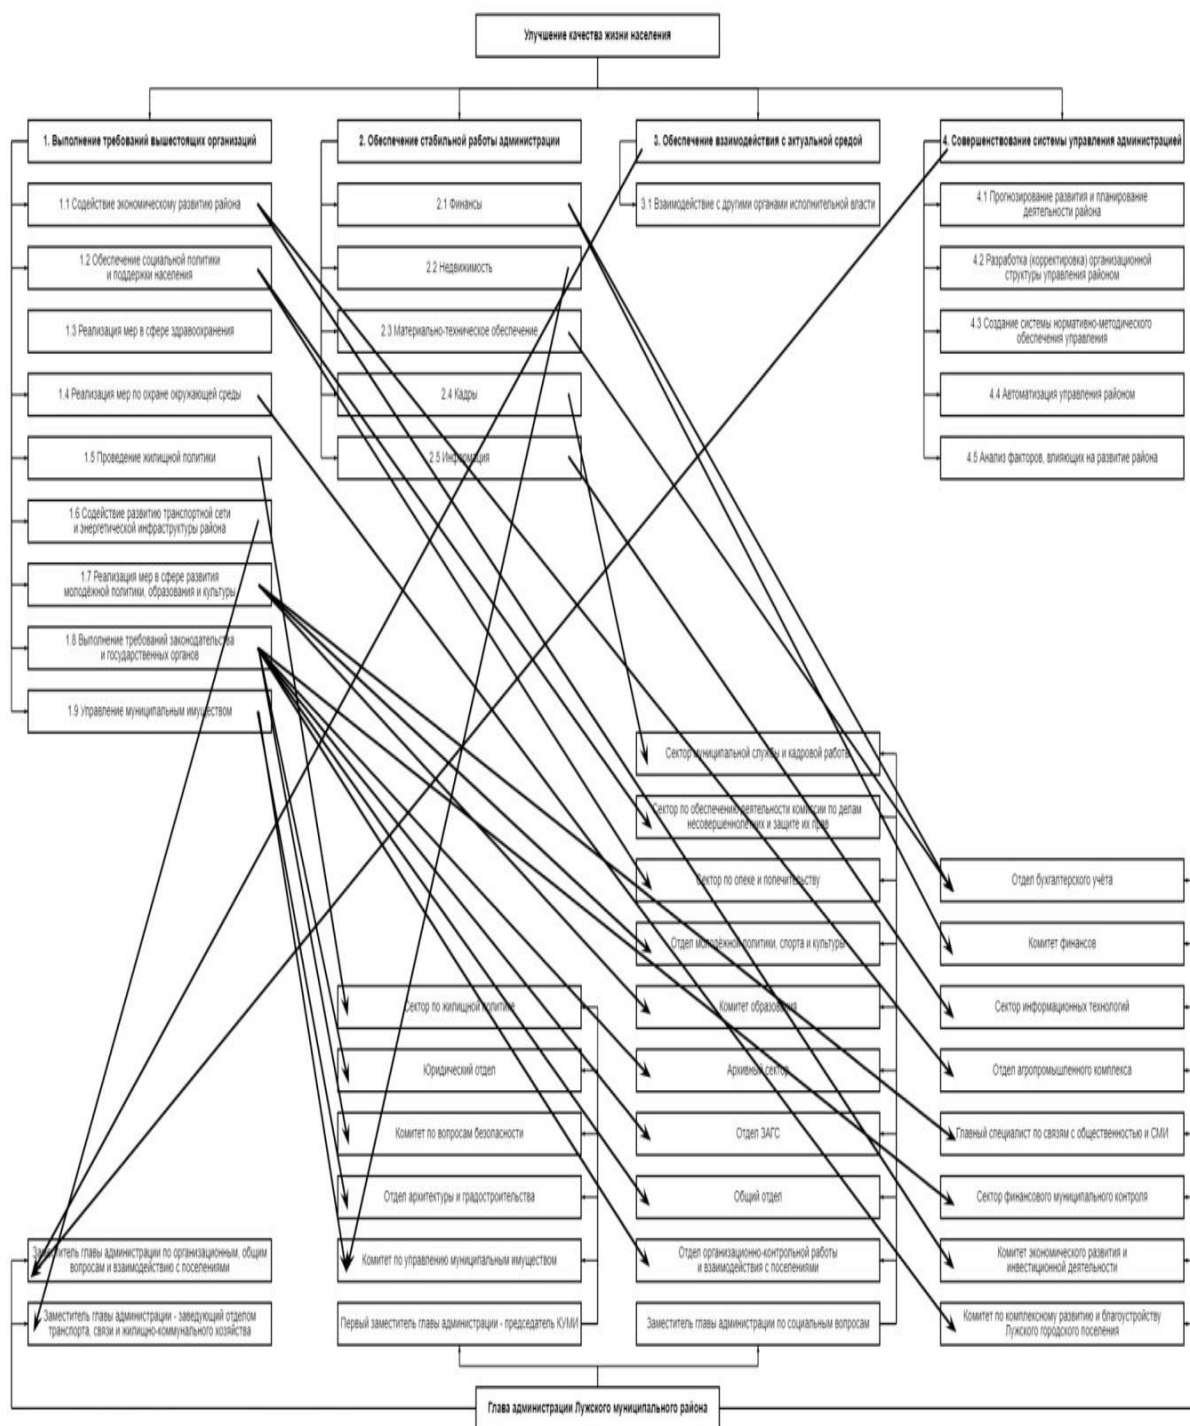 Улучшение качества жизни населения
1. Выполнение требований вышестоящих организаций
2. Обеспечение стабильной работы администрации
3. Обеспечение взаимодействия с актуальной средой
4. Совершенствование системы управления администрацией
1.1 Содействие экономическому развитию района
2.1 Финансы
3.1 Взаимодействие с другими органами исполнительной власти
4.1 Прогнозирование развития и планирование
деятельности района
1.2 Обеспечение социальной политики
и поддержки населения
2.2 Недвижимость
4.2 Разработка (корректировка) организационной
структуры управления районом
1.3 Реализация мер в сфере здравоохранения
2.3 Материально-техническое обеспечение
4.3 Создание системы нормативно-методического
обеспечения управления
1.4 Реализация мер по охране окружающей среды
2.4 Кадры
4.4 Автоматизация управления районом
1.5 Проведение жилищной политики
2.5 Информация
4.5 Анализ факторов, влияющих на развитие района
1.6 Содействие развитию транспортной сети
и энергетической инфраструктуры района
1.7 Реализация мер в сфере развития
молодёжной политики, образования и культуры
1.8 Выполнение требований законодательства
и государственных органов
1.9 Управление муниципальным имуществом
Сектор муниципальной службы и кадровой работы
Сектор по обеспечению деятельности комиссии по делам
несовершеннолетних и защите их прав
Сектор по опеке и попечительству
Отдел бухгалтерского учёта
Отдел молодёжной политики, спорта и культуры
Комитет финансов
Сектор по жилищной политике
Комитет образования
Сектор информационных технологий
Юридический отдел
Архивный сектор
Отдел агропромышленного комплекса
Комитет по вопросам безопасности
Отдел ЗАГС
Главный специалист по связям с общественностью и СМИ
Отдел архитектуры и градостроительства
Общий отдел
Сектор финансового муниципального контроля
Заместитель главы администрации по организационным, общим
вопросам и взаимодействию с поселениями
Комитет по управлению муниципальным имуществом
Отдел организационно-контрольной работы
и взаимодействия с поселениями
Комитет экономического развития и
инвестиционной деятельности
Заместитель главы администрации - заведующий отделом
транспорта, связи и жилищно-коммунального хозяйства
Первый заместитель главы администрации - председатель КУМИ
Заместитель главы администрации по социальным вопросам
Комитет по комплексному развитию и благоустройству
Лужского городского поселения
Глава администрации Лужского муниципального района